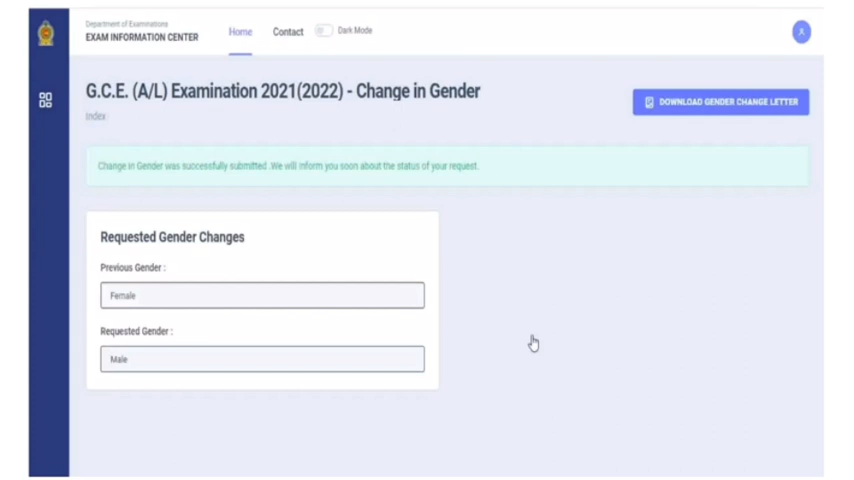 Department of Examinations
EXAM INFORMATION CENTER
Home
Contact
Dark Mode
G.C.E. (A/L) Examination 2021(2022) - Change in Gender
DOWNLOAD GENDER CHANGE LETTER
Index
Change in Gender was successfully submitted .We will inform you soon about the status of your request.
Requested Gender Changes
Previous Gender :
Female
Requested Gender :
Male